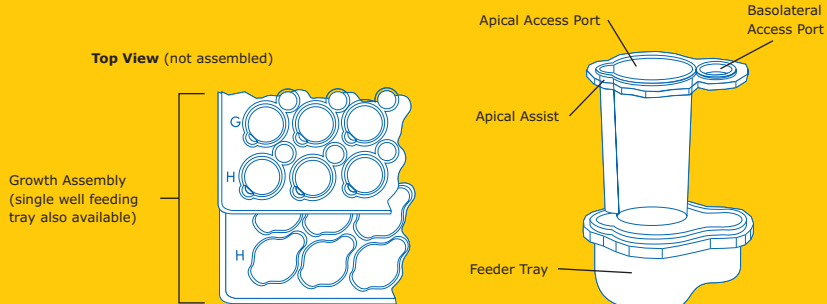 Top View (not assembled)
G
H
Growth Assembly
(single well feeding
tray also available)
H
Apical Access Port
Basolateral
Access Port
Apical Assist
Feeder Tray